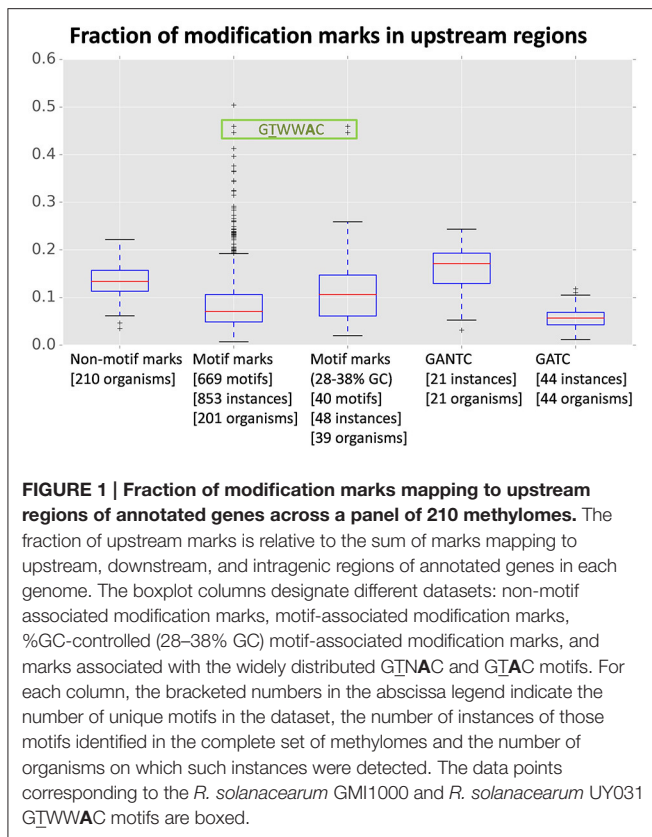 Fraction of modification marks in upstream regions
0.6
0.5
0.4
0.3
0.2
0.1
0.0
GTWWAC
Non-motif marks
[210 organisms]
Motif marks
[669 motifs]
[853 instances]
[201 organisms]
Motif marks
(28-38% GC)
[40 motifs]
[48 instances]
[39 organisms]
GANTC
[21 instances]
[21 organisms]
GATC
[44 instances]
[44 organisms]
FIGURE 1 | Fraction of modification marks mapping to upstream
regions of annotated genes across a panel of 210 methylomes. The
fraction of upstream marks is relative to the sum of marks mapping to
upstream, downstream, and intragenic regions of annotated genes in each
genome. The boxplot columns designate different datasets: non-motif
associated modification marks, motif-associated modification marks,
%GC-controlled (28–38% GC) motif-associated modification marks, and
marks associated with the widely distributed GTNAC and GTAC motifs. For
each column, the bracketed numbers in the abscissa legend indicate the
number of unique motifs in the dataset, the number of instances of those
motifs identified in the complete set of methylomes and the number of
organisms on which such instances were detected. The data points
corresponding to the R. solanacearum GMI1000 and R. solanacearum UY031
GTWWAC motifs are boxed.